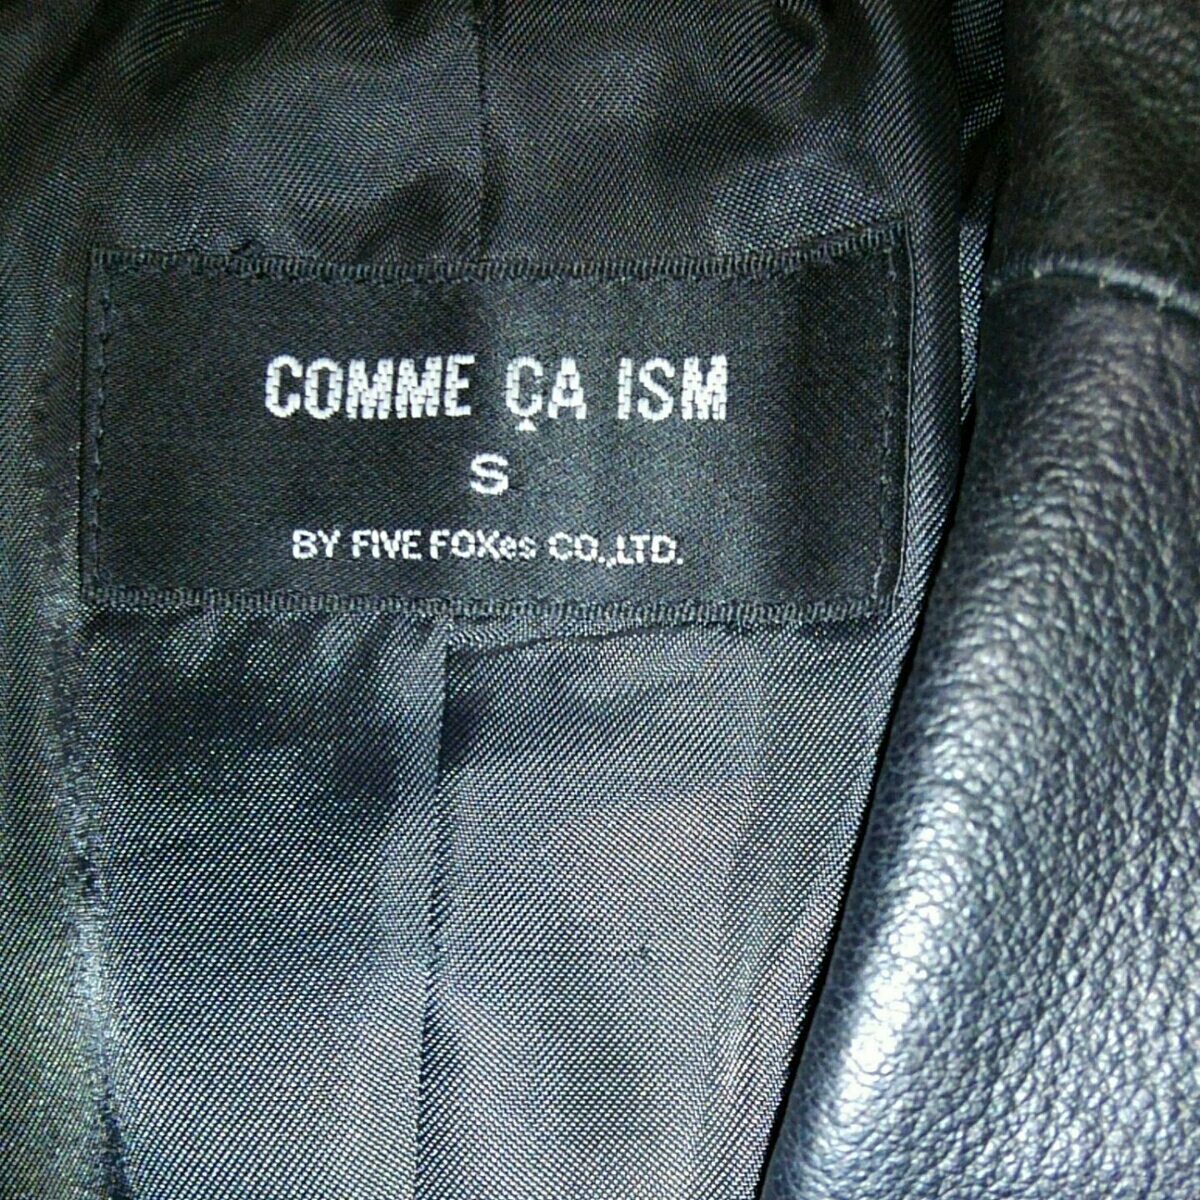 COMME ÇA ISM
S
BY FIVE FOXes CO.,LTD.